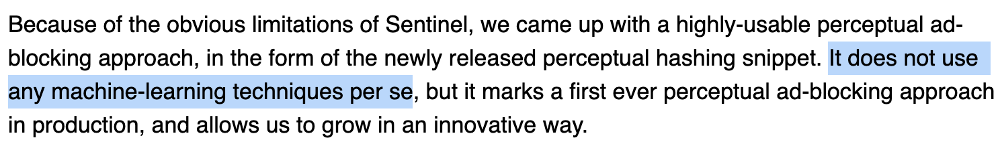 Because of the obvious limitations of Sentinel, we came up with a highly-usable perceptual ad-
blocking approach, in the form of the newly released perceptual hashing snippet. It does not use
any machine-learning techniques per se, but it marks a first ever perceptual ad-blocking approach
in production, and allows us to grow in an innovative way.